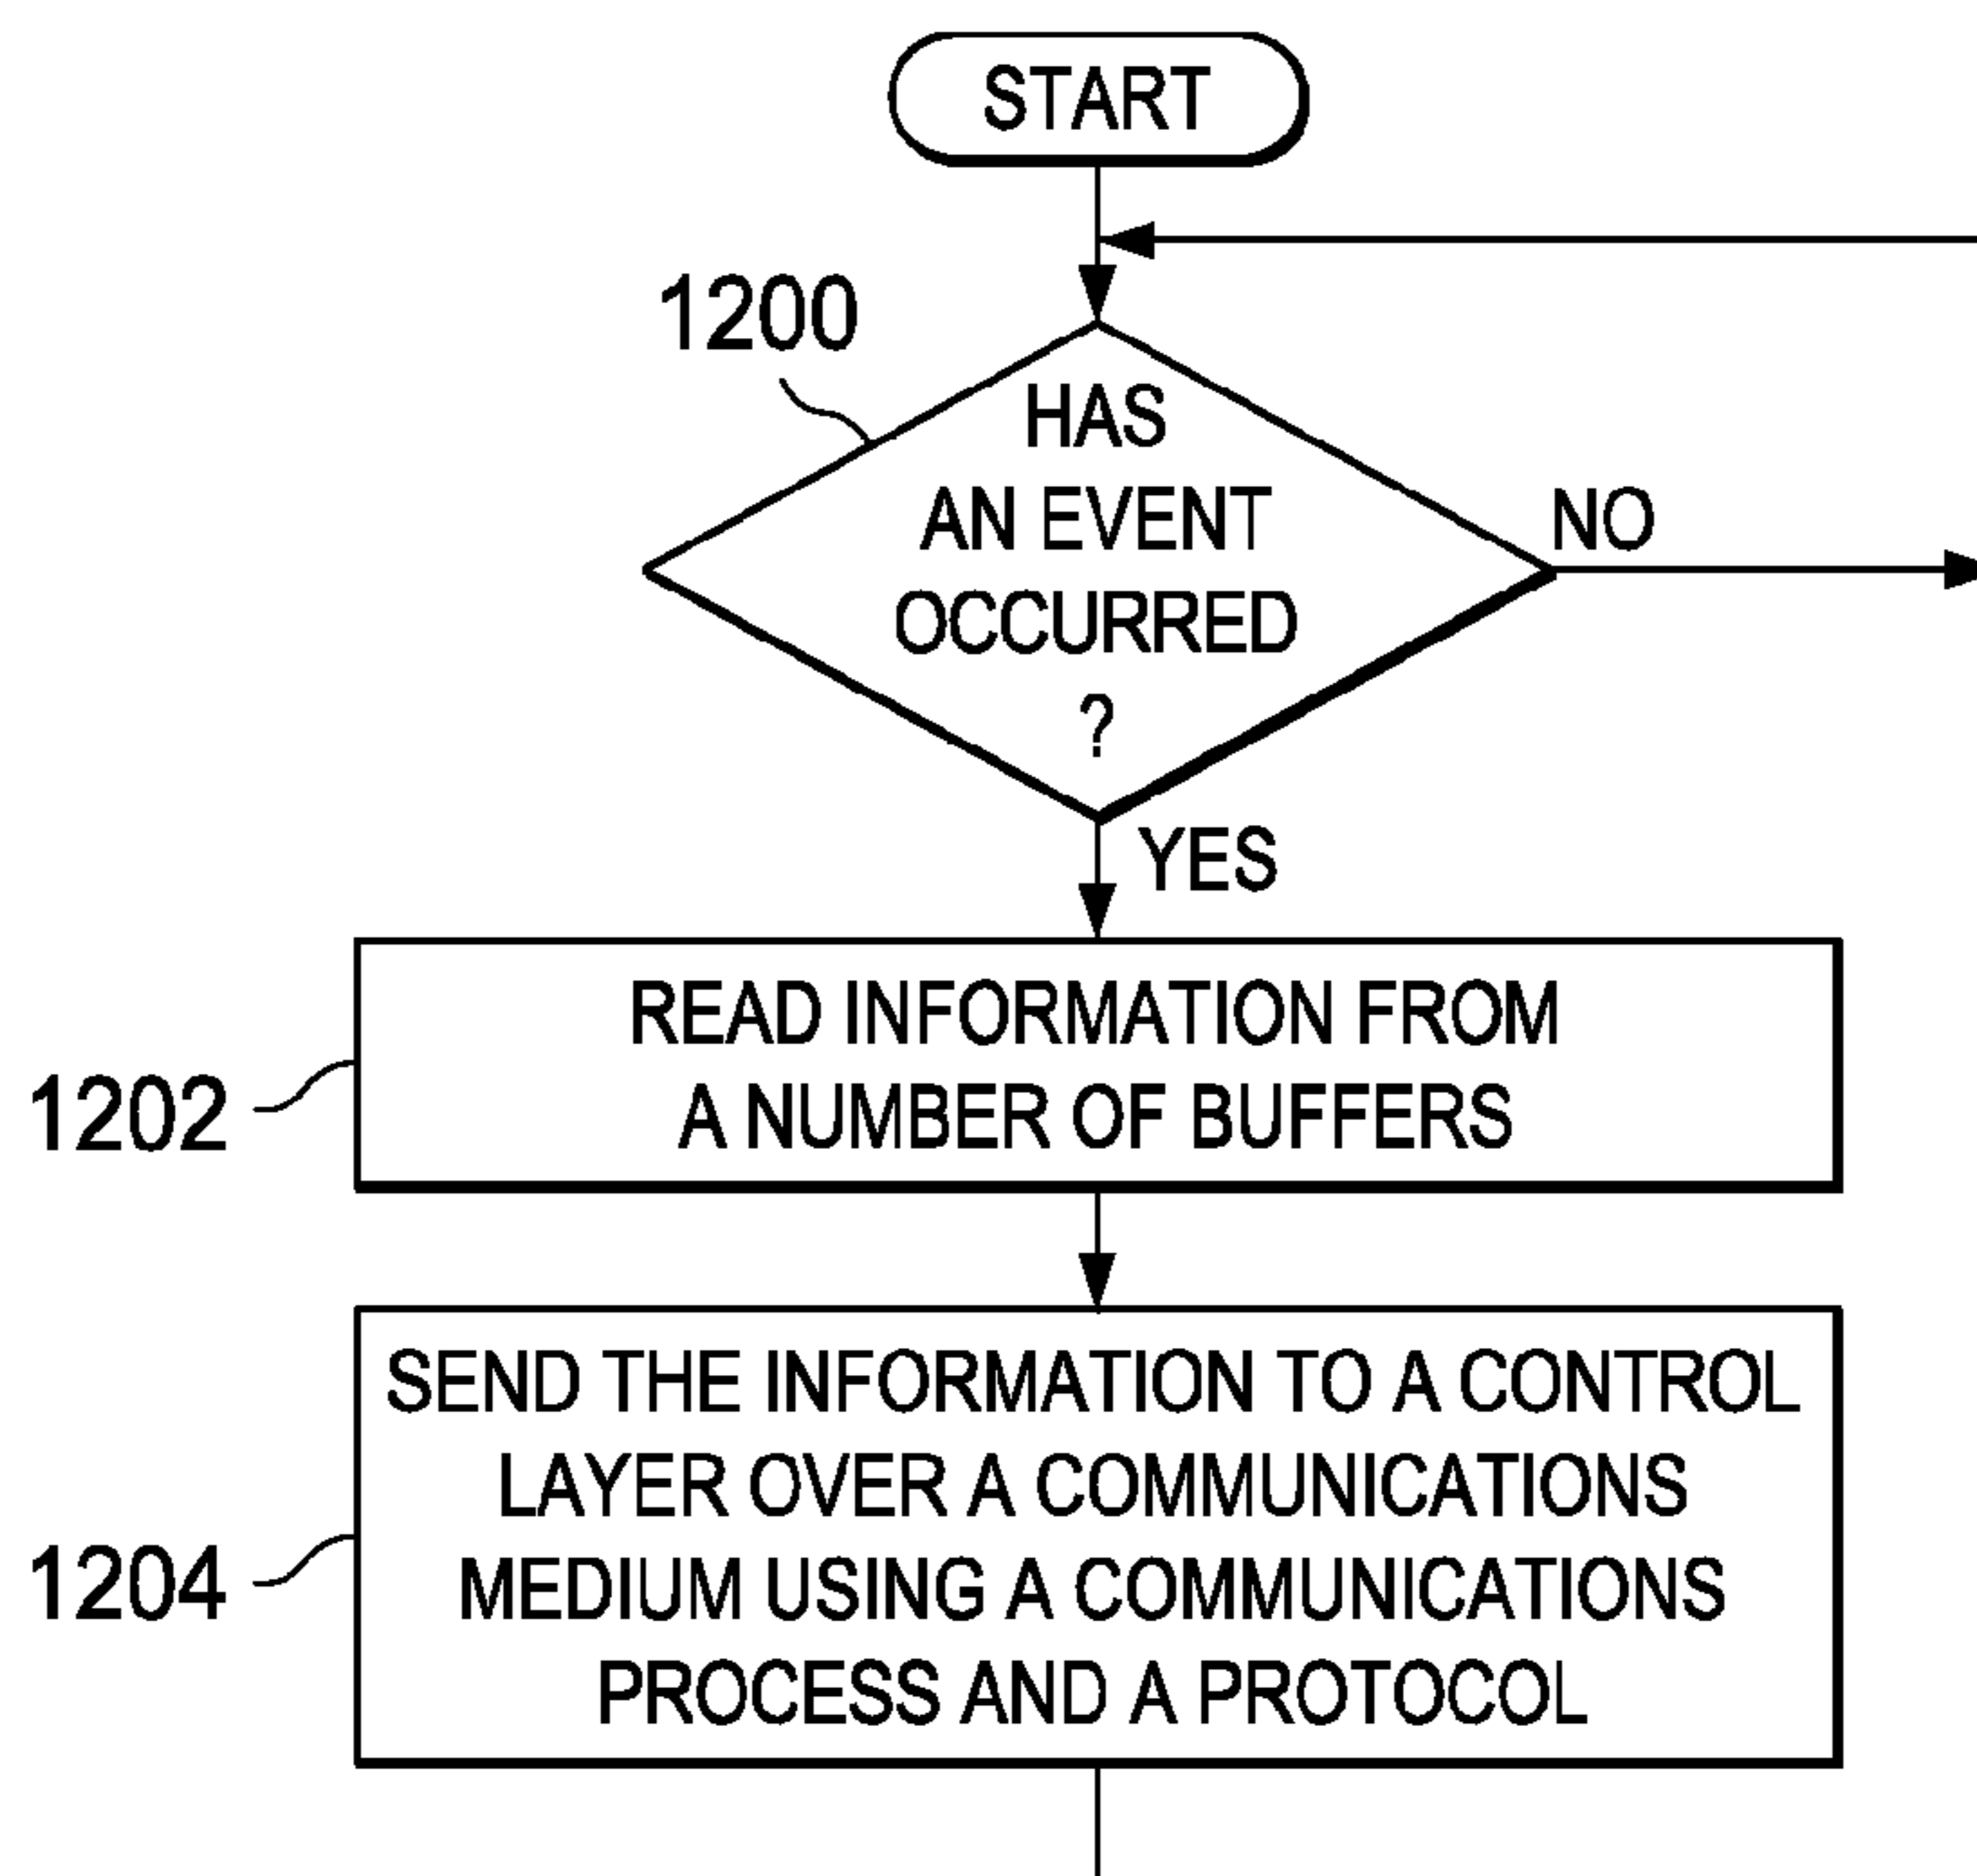 START
1200
HAS
AN EVENT
OCCURRED
?
NO
YES
READ INFORMATION FROM
A NUMBER OF BUFFERS
1202
SEND THE INFORMATION TO A CONTROL
LAYER OVER A COMMUNICATIONS
MEDIUM USING A COMMUNICATIONS
PROCESS AND A PROTOCOL
1204